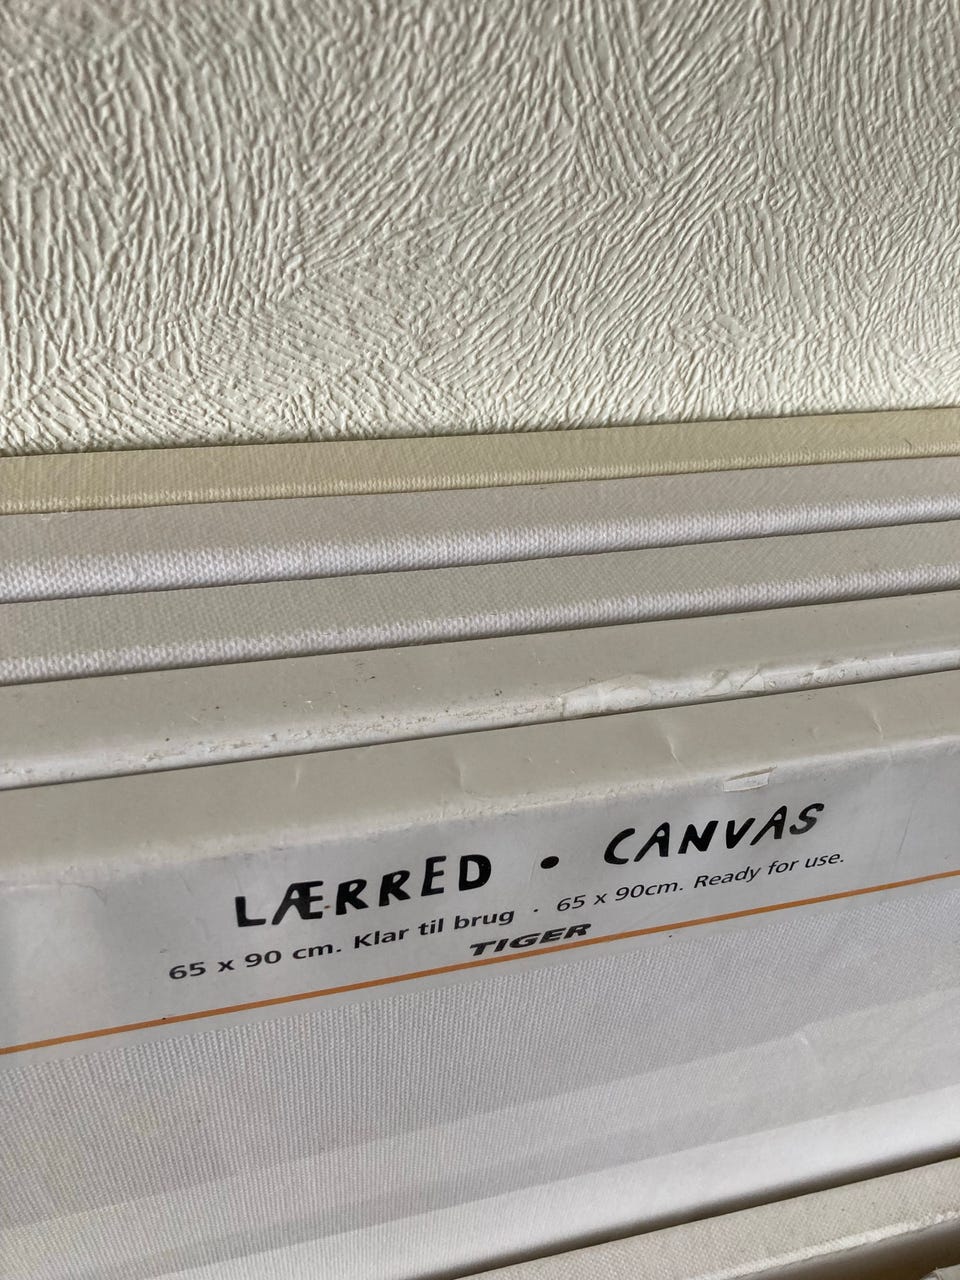 LÆRRED • CANVAS
65 x 90 cm. Klar til brug · 65 x 90cm. Ready for use.
TIGER